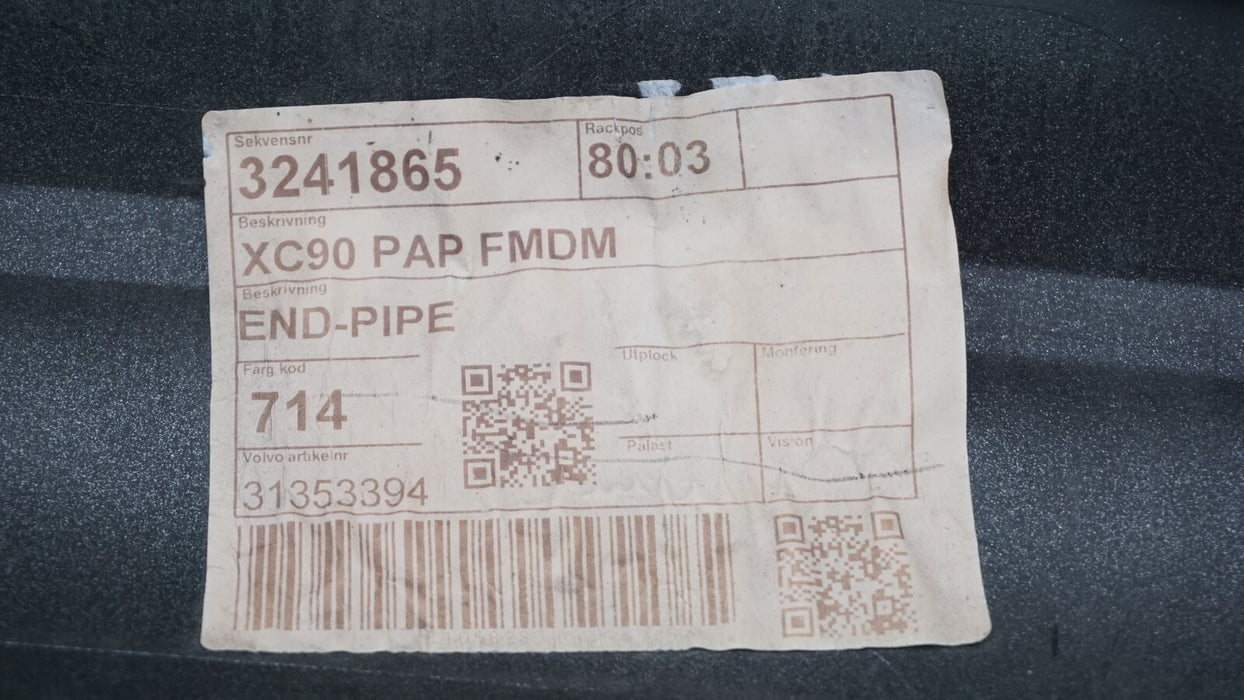 Sekvensnr
3241865
Rackpos
80:03
Beskrivning
XC90 PAP FMDM
Beskrivning
END-PIPE
Färg kod
714
Utplock
Montering
Volvo artikelnr
31353394
Palast
Vision